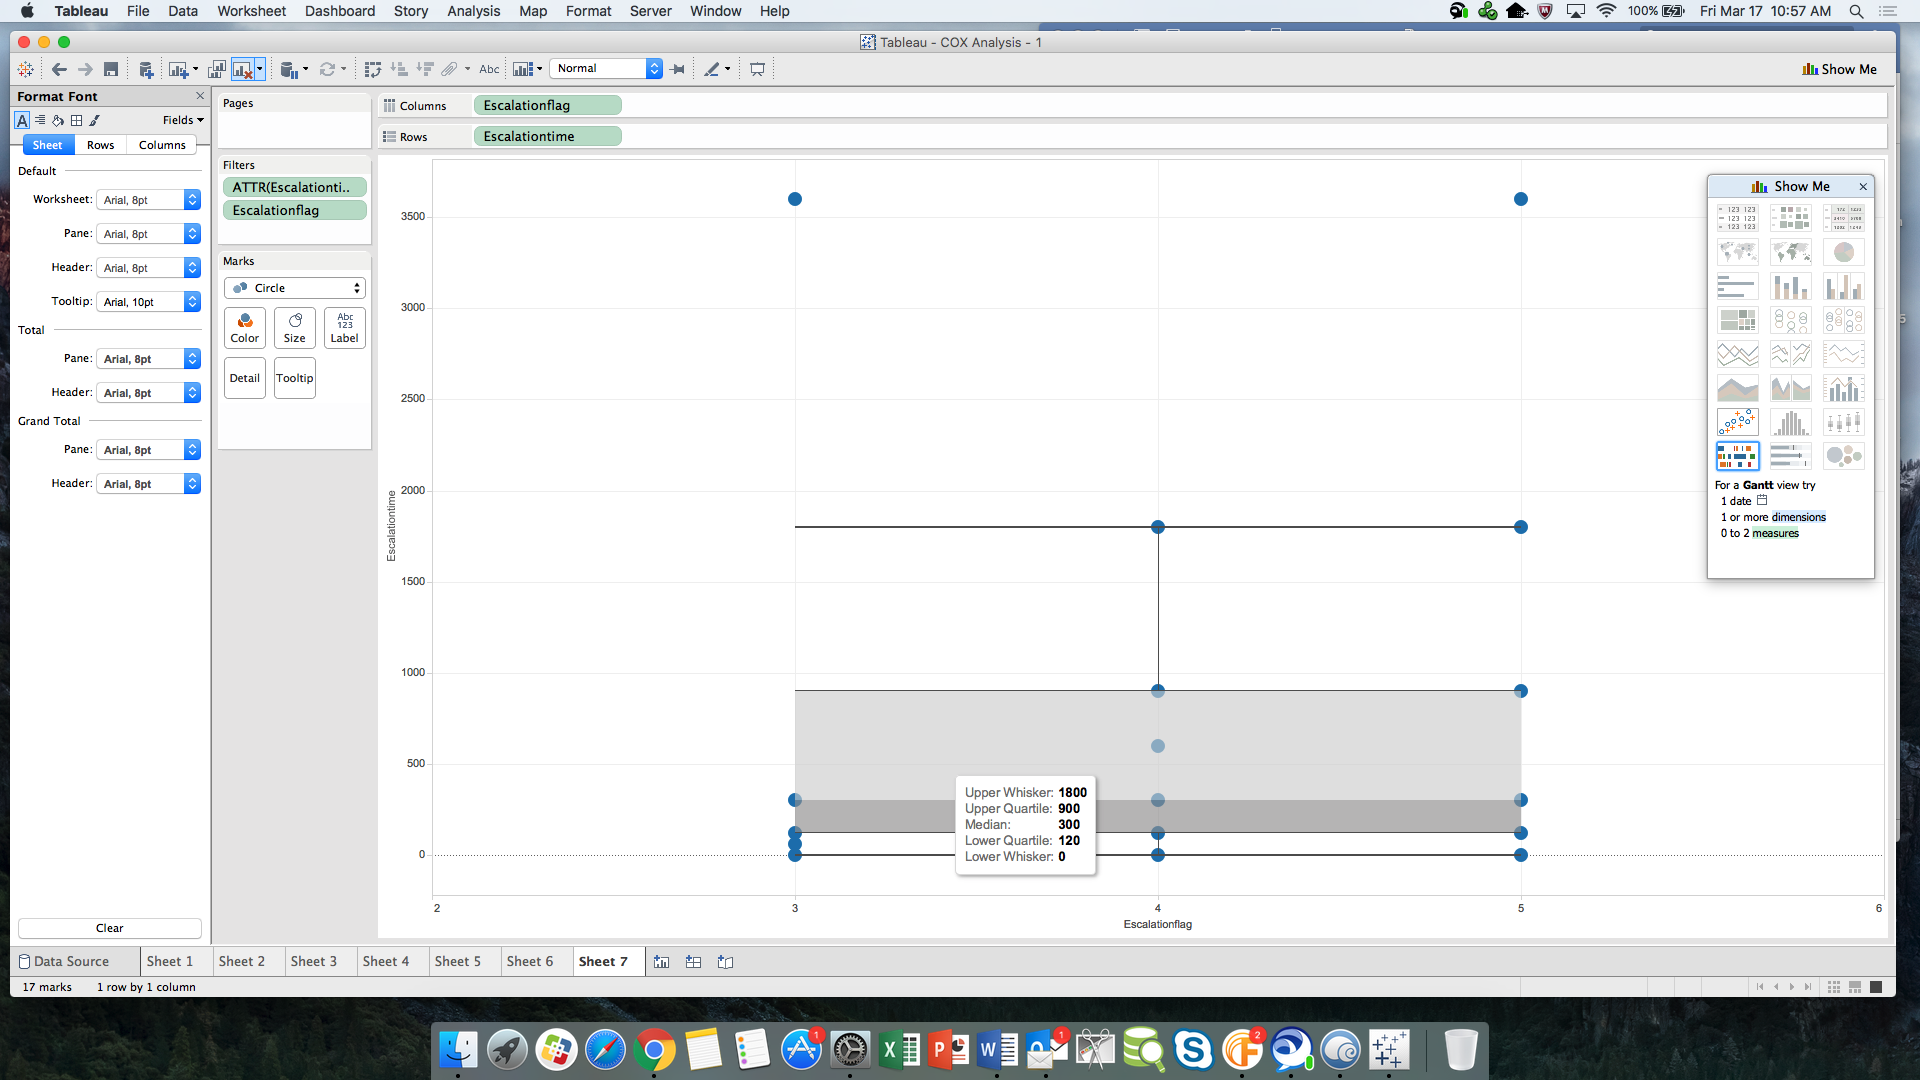 Tableau File Data Worksheet Dashboard Story Analysis Map Format Server Window Help 100% Fri Mar 17 10:57 AM
Tableau - COX Analysis - 1
Abc Normal Show Me
Format Font
Fields
Sheet Rows Columns
Default
Worksheet: Arial, 8pt
Pane: Arial, 8pt
Header: Arial, 8pt
Tooltip: Arial, 10pt
Total
Pane: Arial, 8pt
Header: Arial, 8pt
Grand Total
Pane: Arial, 8pt
Header: Arial, 8pt
Clear
Pages
Filters
ATTR(Escalationti..
Escalationflag
Marks
Circle
Color Size Abc 123 Label
Detail Tooltip
Columns Escalationflag
Rows Escalationtime
3500
3000
2500
2000
1500
1000
500
0
Escalationtime
2 3 4 5 6
Escalationflag
Upper Whisker: 1800
Upper Quartile: 900
Median: 300
Lower Quartile: 120
Lower Whisker: 0
Show Me
For a Gantt view try
1 date
1 or more dimensions
0 to 2 measures
Data Source Sheet 1 Sheet 2 Sheet 3 Sheet 4 Sheet 5 Sheet 6 Sheet 7
17 marks 1 row by 1 column